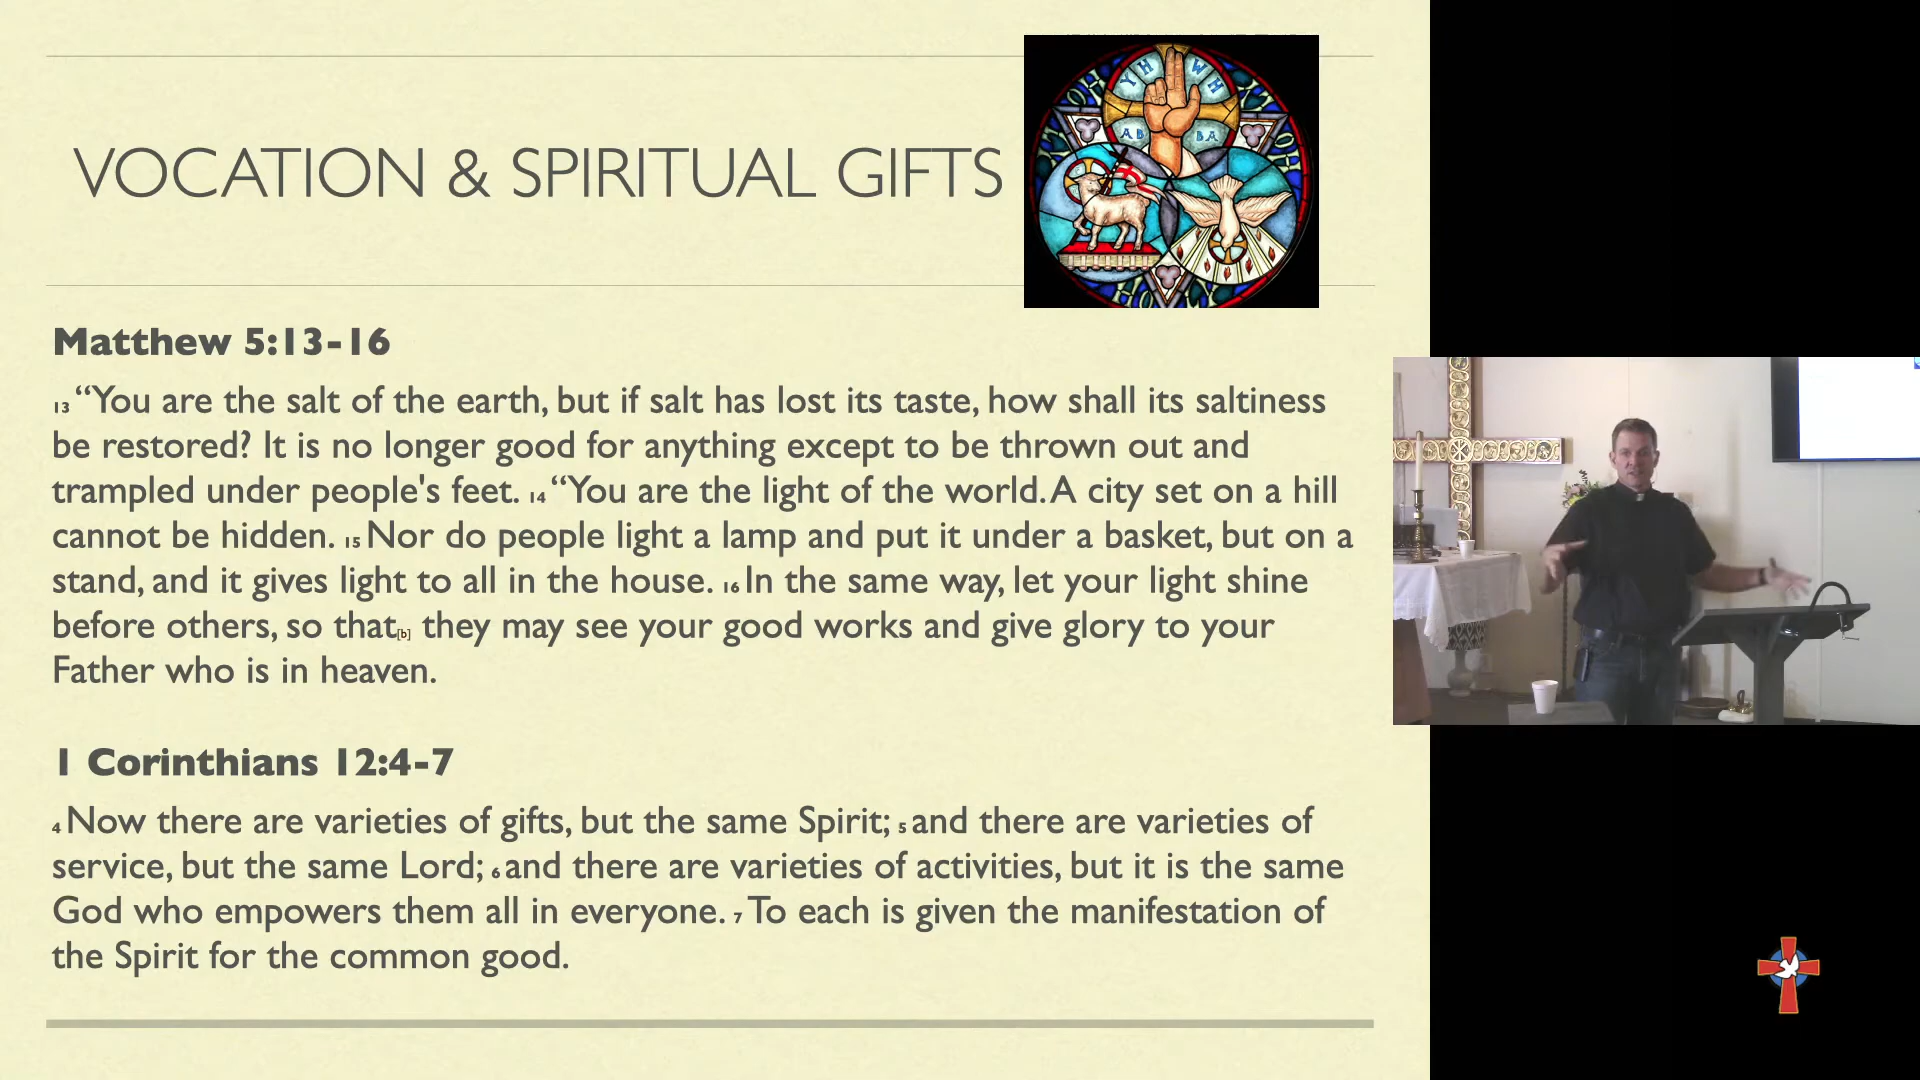 YH WH
AB BA
VOCATION & SPIRITUAL GIFTS
Matthew 5:13-16
13 “You are the salt of the earth, but if salt has lost its taste, how shall its saltiness
be restored? It is no longer good for anything except to be thrown out and
trampled under people's feet. 14 “You are the light of the world. A city set on a hill
cannot be hidden. 15 Nor do people light a lamp and put it under a basket, but on a
stand, and it gives light to all in the house. 16 In the same way, let your light shine
before others, so that[b] they may see your good works and give glory to your
Father who is in heaven.
1 Corinthians 12:4-7
4 Now there are varieties of gifts, but the same Spirit; 5 and there are varieties of
service, but the same Lord; 6 and there are varieties of activities, but it is the same
God who empowers them all in everyone. 7 To each is given the manifestation of
the Spirit for the common good.